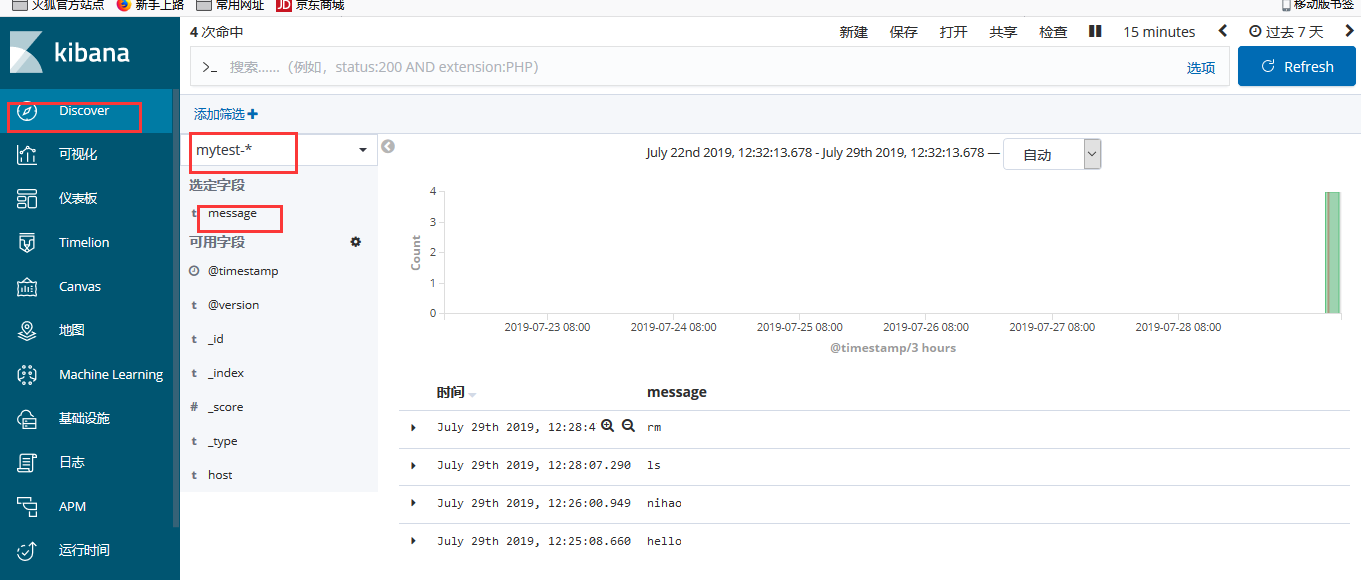 火狐官方站点 新手上路 常用网址 JD 京东商城 移动版书签
kibana
Discover
可视化
仪表板
Timelion
Canvas
地图
Machine Learning
基础设施
日志
APM
运行时间
4 次命中
新建 保存 打开 共享 检查 15 minutes 过去 7 天
>_ 搜索......（例如，status:200 AND extension:PHP）
选项
Refresh
添加筛选
mytest-*
选定字段
t message
可用字段
@timestamp
t @version
t _id
t _index
# _score
t _type
t host
July 22nd 2019, 12:32:13.678 - July 29th 2019, 12:32:13.678 — 自动
Count
4
3
2
1
0
2019-07-23 08:00 2019-07-24 08:00 2019-07-25 08:00 2019-07-26 08:00 2019-07-27 08:00 2019-07-28 08:00
@timestamp/3 hours
时间 message
July 29th 2019, 12:28:4 rm
July 29th 2019, 12:28:07.290 ls
July 29th 2019, 12:26:00.949 nihao
July 29th 2019, 12:25:08.660 hello